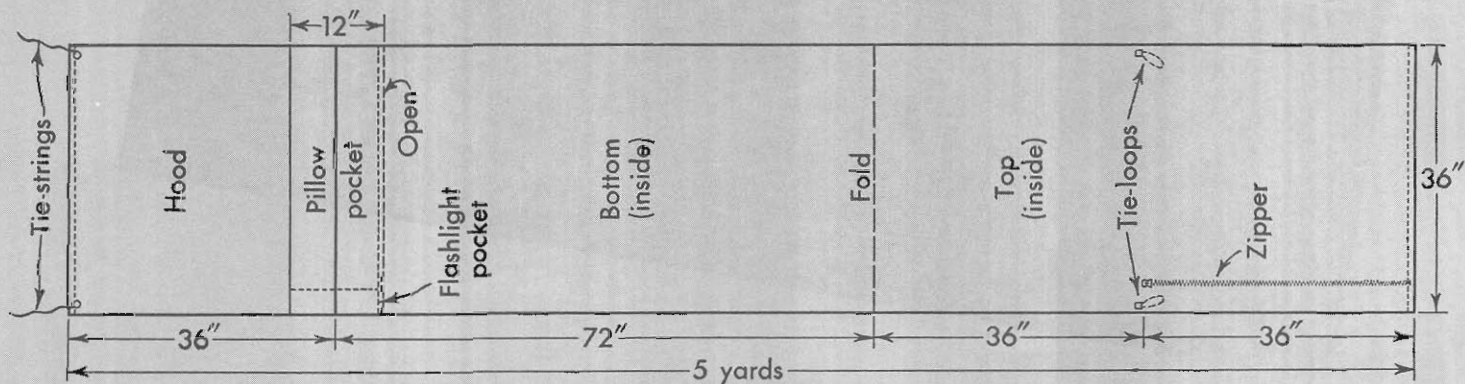 12"
Tie-strings
Hood
Pillow
pocket
Open
Flashlight
pocket
Bottom
(inside)
Fold
Top
(inside)
Tie-loops
Zipper
36"
36"
72"
36"
36"
5 yards